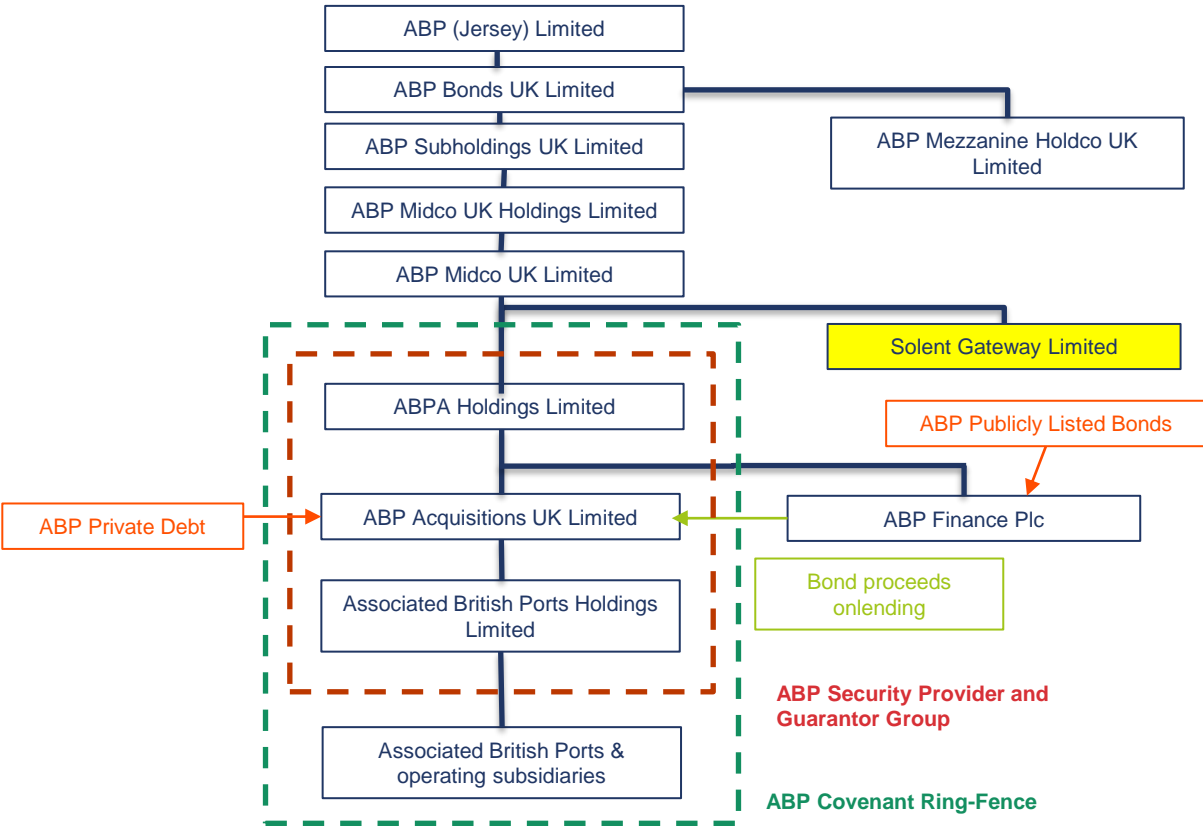 ABP (Jersey) Limited
ABP Bonds UK Limited
ABP Subholdings UK Limited
ABP Mezzanine Holdco UK
Limited
ABP Midco UK Holdings Limited
ABP Midco UK Limited
Solent Gateway Limited
ABPA Holdings Limited
ABP Publicly Listed Bonds
ABP Private Debt
ABP Acquisitions UK Limited
ABP Finance Plc
Bond proceeds
onlending
Associated British Ports Holdings
Limited
ABP Security Provider and
Guarantor Group
Associated British Ports &
operating subsidiaries
ABP Covenant Ring-Fence